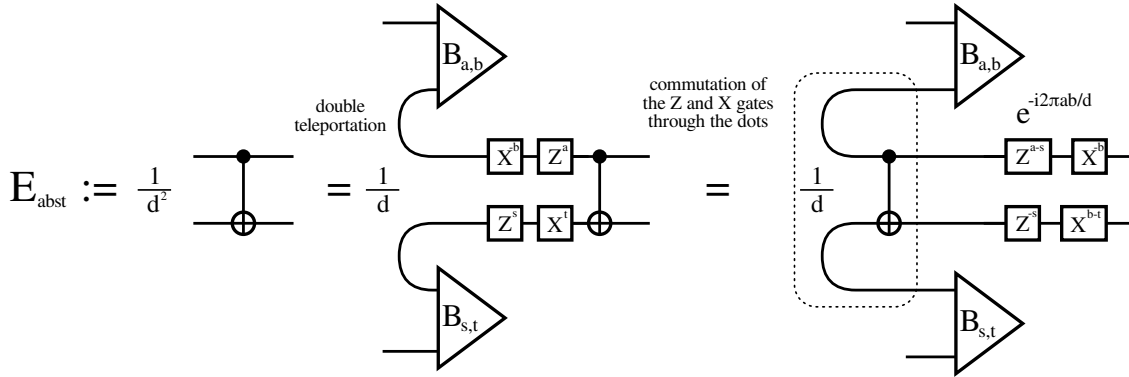 E_abst := 1/d²
=
double
teleportation
1/d
B_a,b
X^-b Z^a
Z^s X^t
B_s,t
commutation of
the Z and X gates
through the dots
=
1/d
B_a,b
e^-i2πab/d
Z^a-s X^-b
Z^-s X^b-t
B_s,t